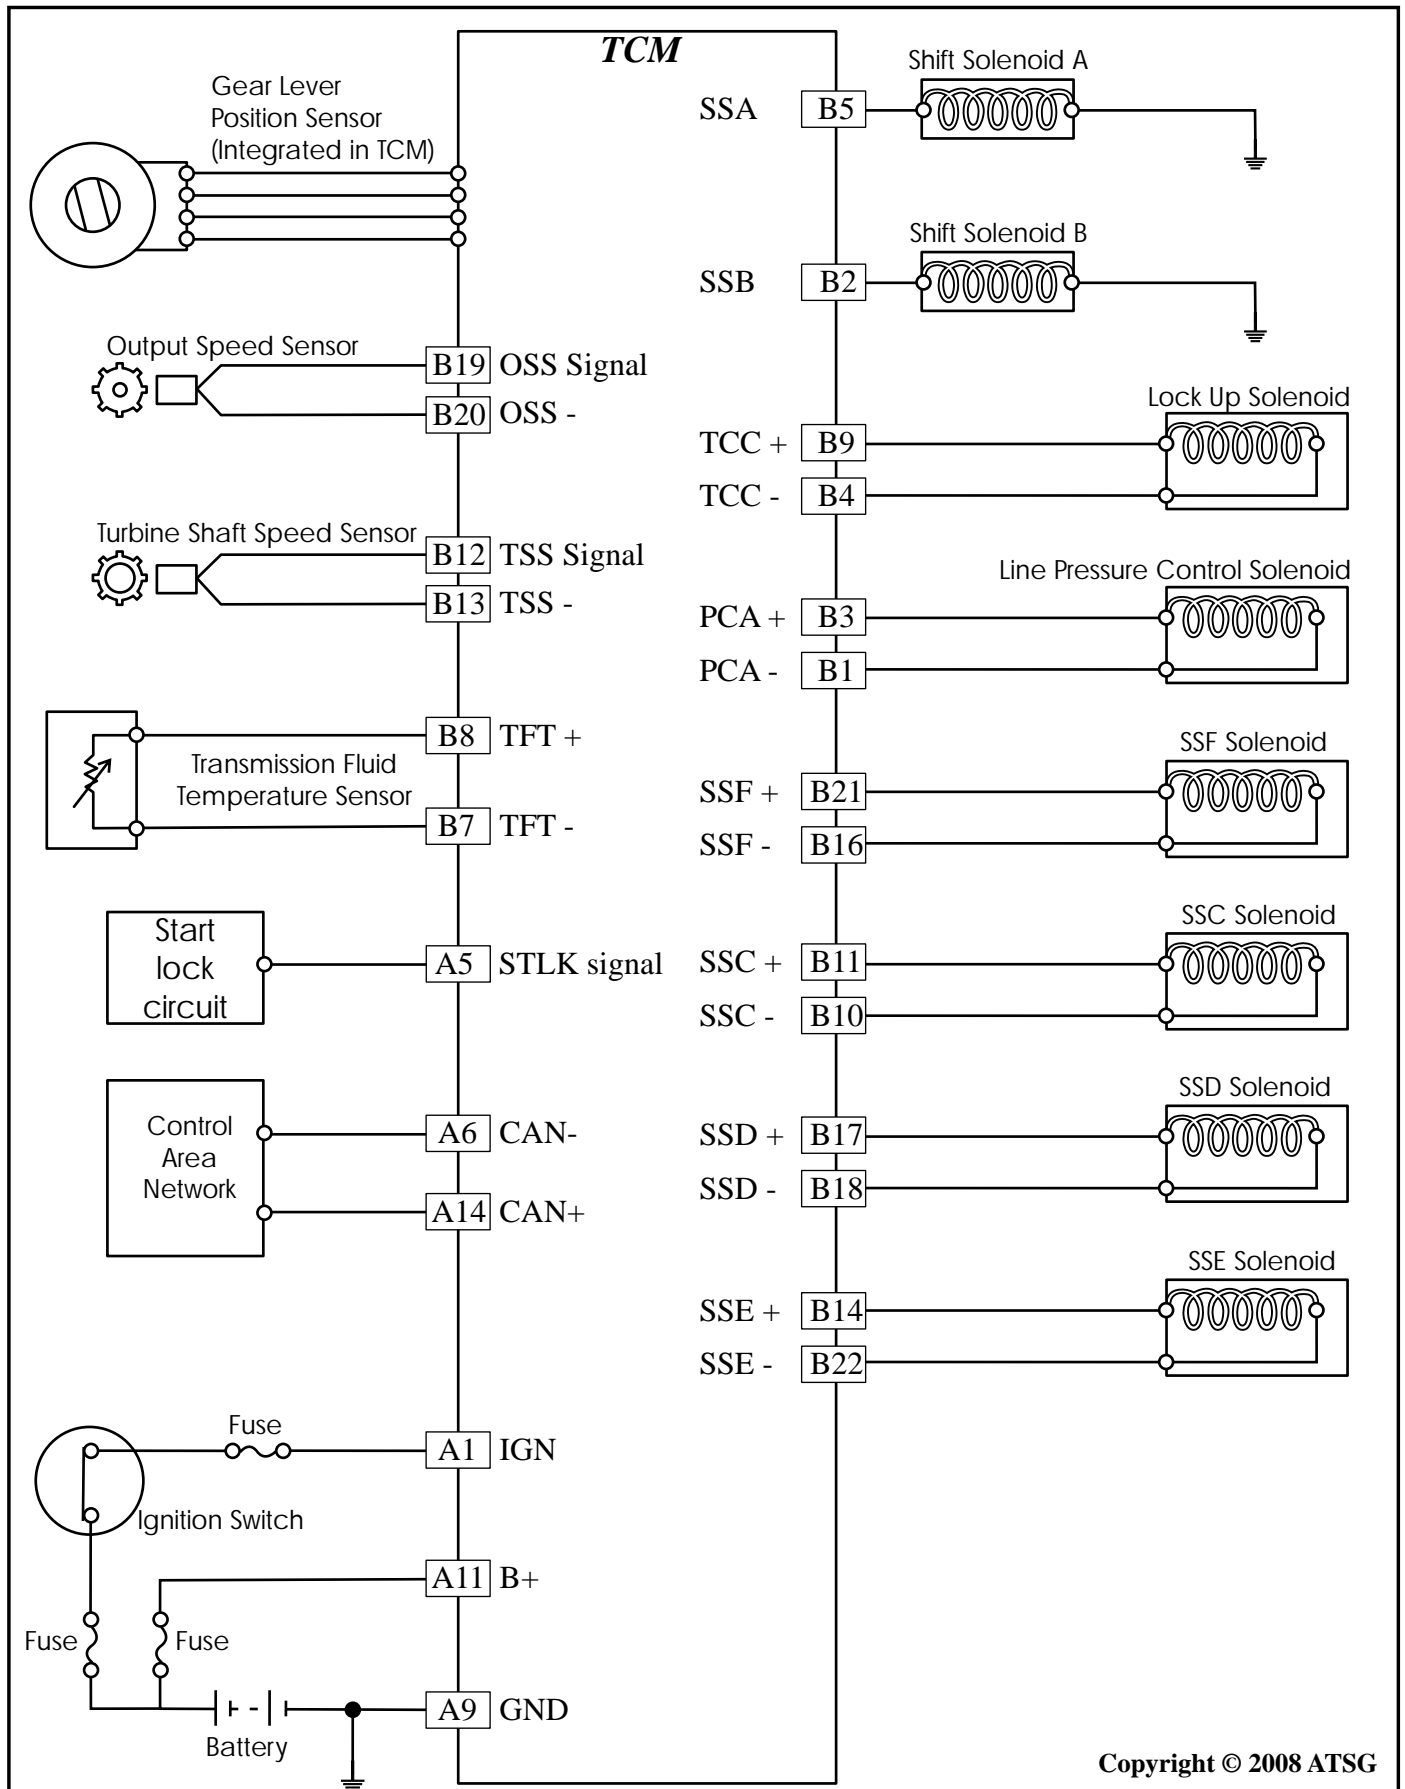 TCM
Gear Lever
Position Sensor
(Integrated in TCM)
Output Speed Sensor
B19 OSS Signal
B20 OSS -
Turbine Shaft Speed Sensor
B12 TSS Signal
B13 TSS -
B8 TFT +
Transmission Fluid
Temperature Sensor
B7 TFT -
Start
lock
circuit
A5 STLK signal
Control
Area
Network
A6 CAN-
A14 CAN+
Fuse
A1 IGN
Ignition Switch
A11 B+
Fuse
Fuse
A9 GND
Battery
Shift Solenoid A
SSA B5
Shift Solenoid B
SSB B2
Lock Up Solenoid
TCC + B9
TCC - B4
Line Pressure Control Solenoid
PCA + B3
PCA - B1
SSF Solenoid
SSF + B21
SSF - B16
SSC Solenoid
SSC + B11
SSC - B10
SSD Solenoid
SSD + B17
SSD - B18
SSE Solenoid
SSE + B14
SSE - B22
Copyright © 2008 ATSG